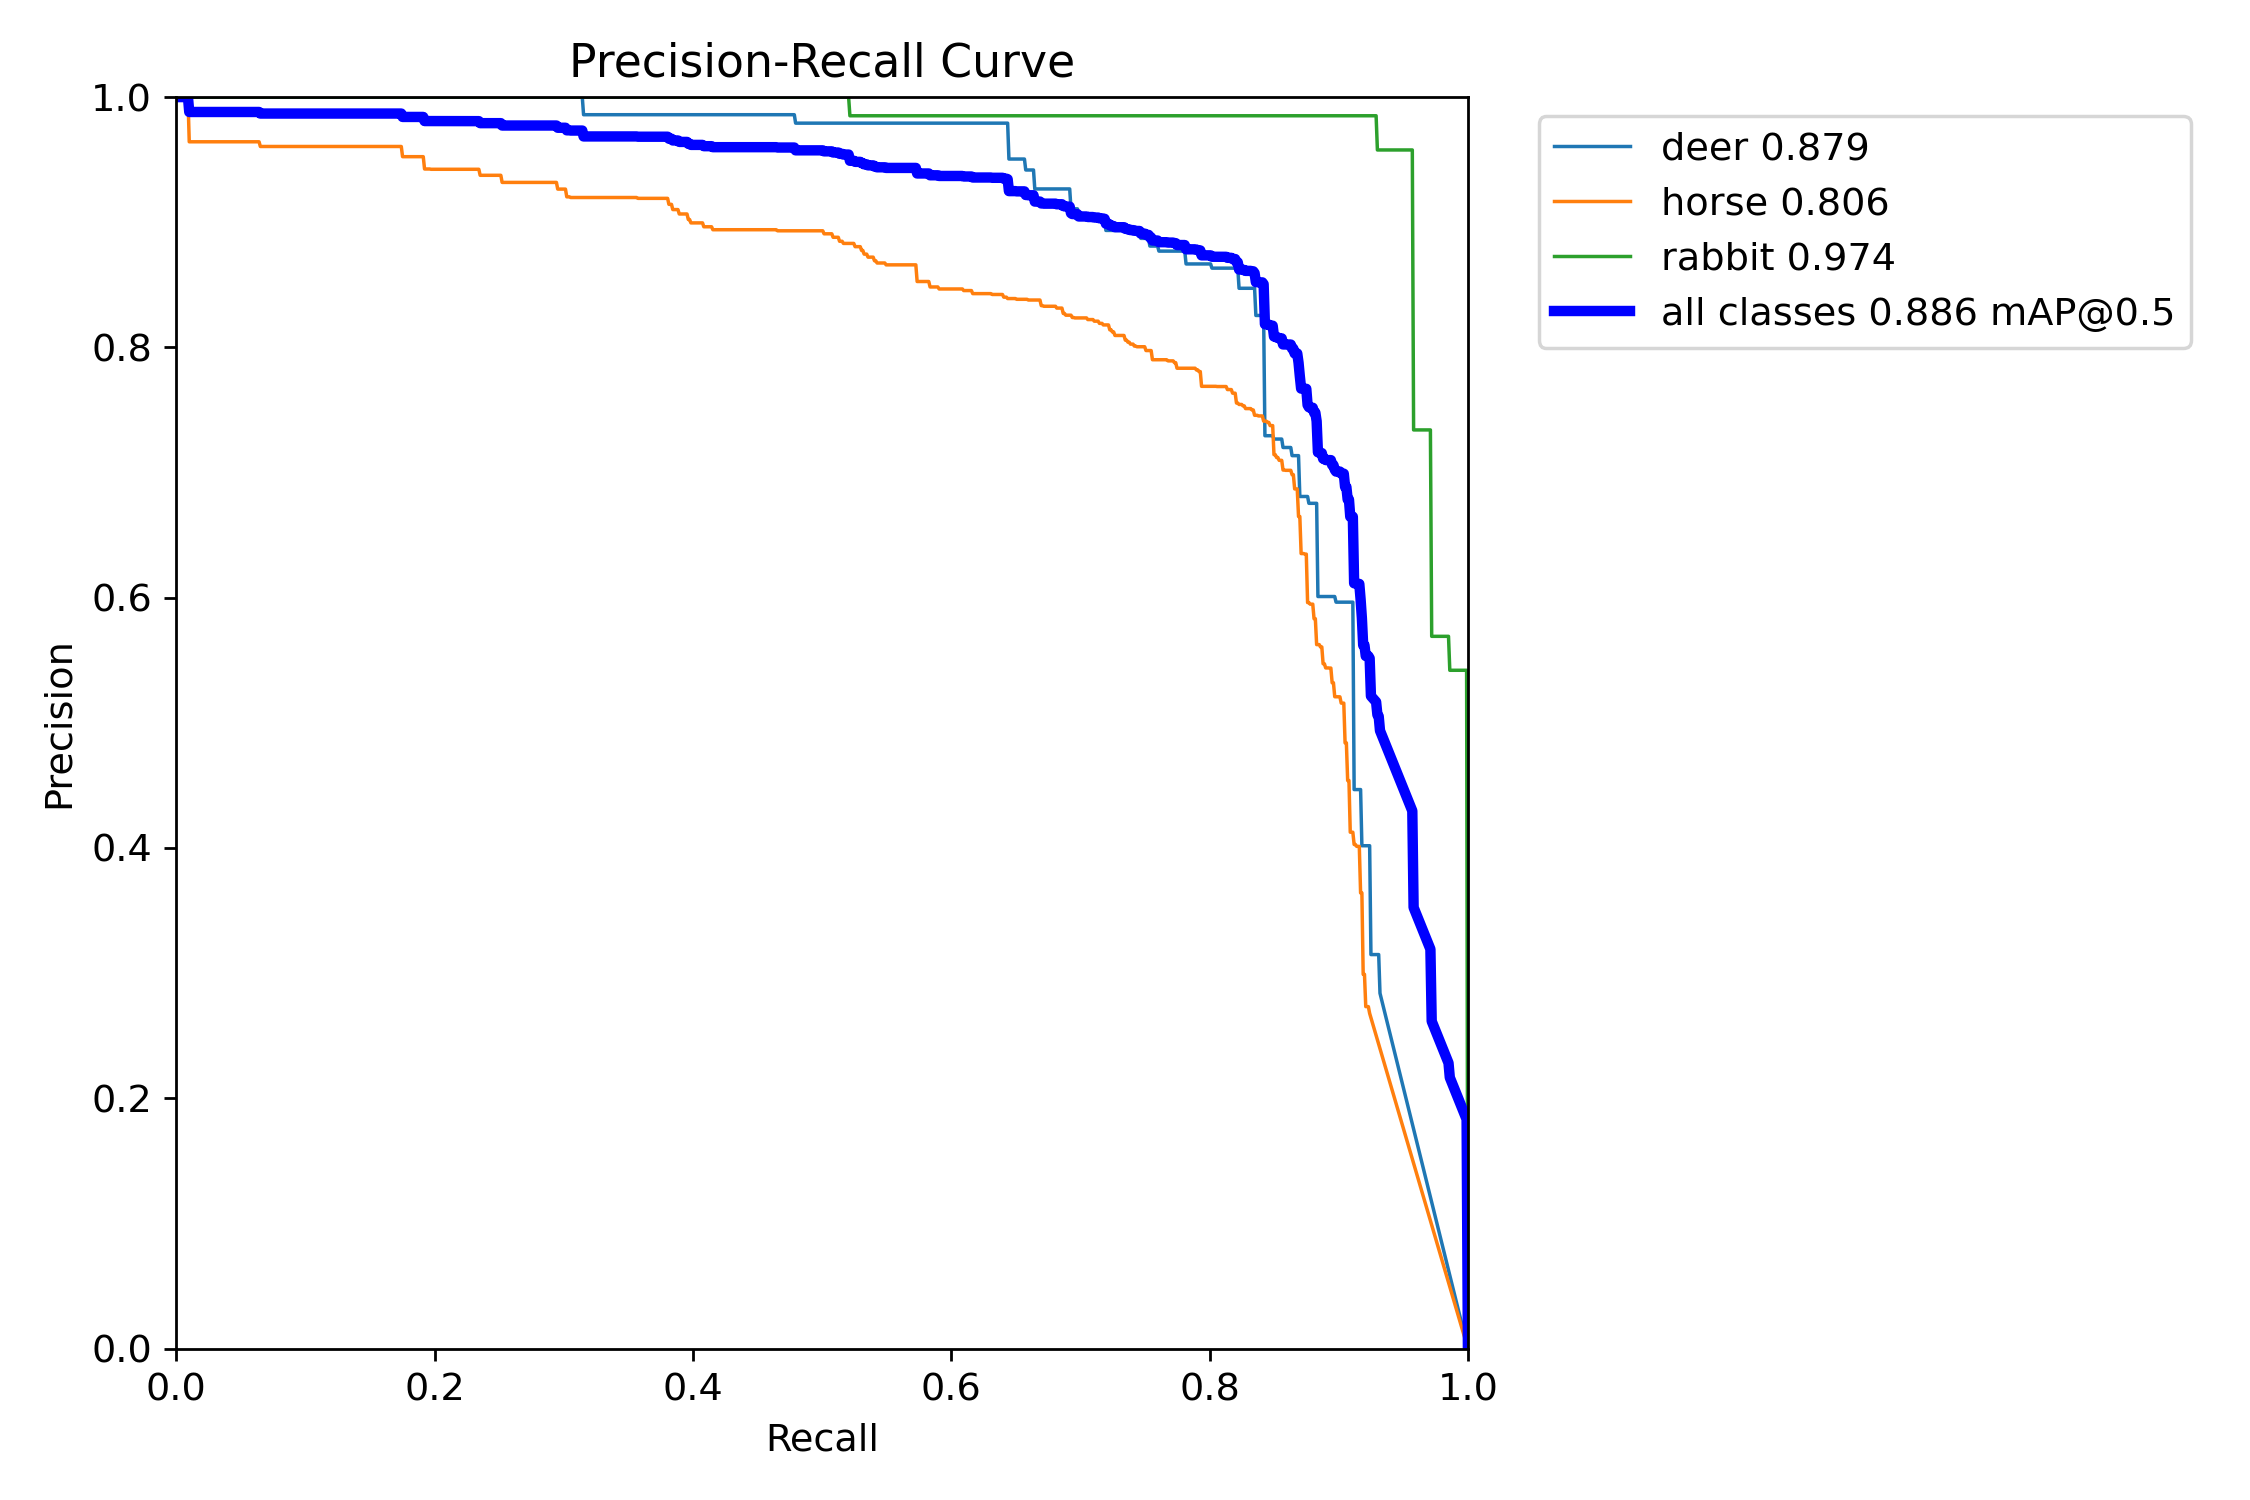 Precision-Recall Curve
1.0
0.8
0.6
0.4
0.2
0.0
Precision
0.0 0.2 0.4 0.6 0.8 1.0
Recall
deer 0.879
horse 0.806
rabbit 0.974
all classes 0.886 mAP@0.5